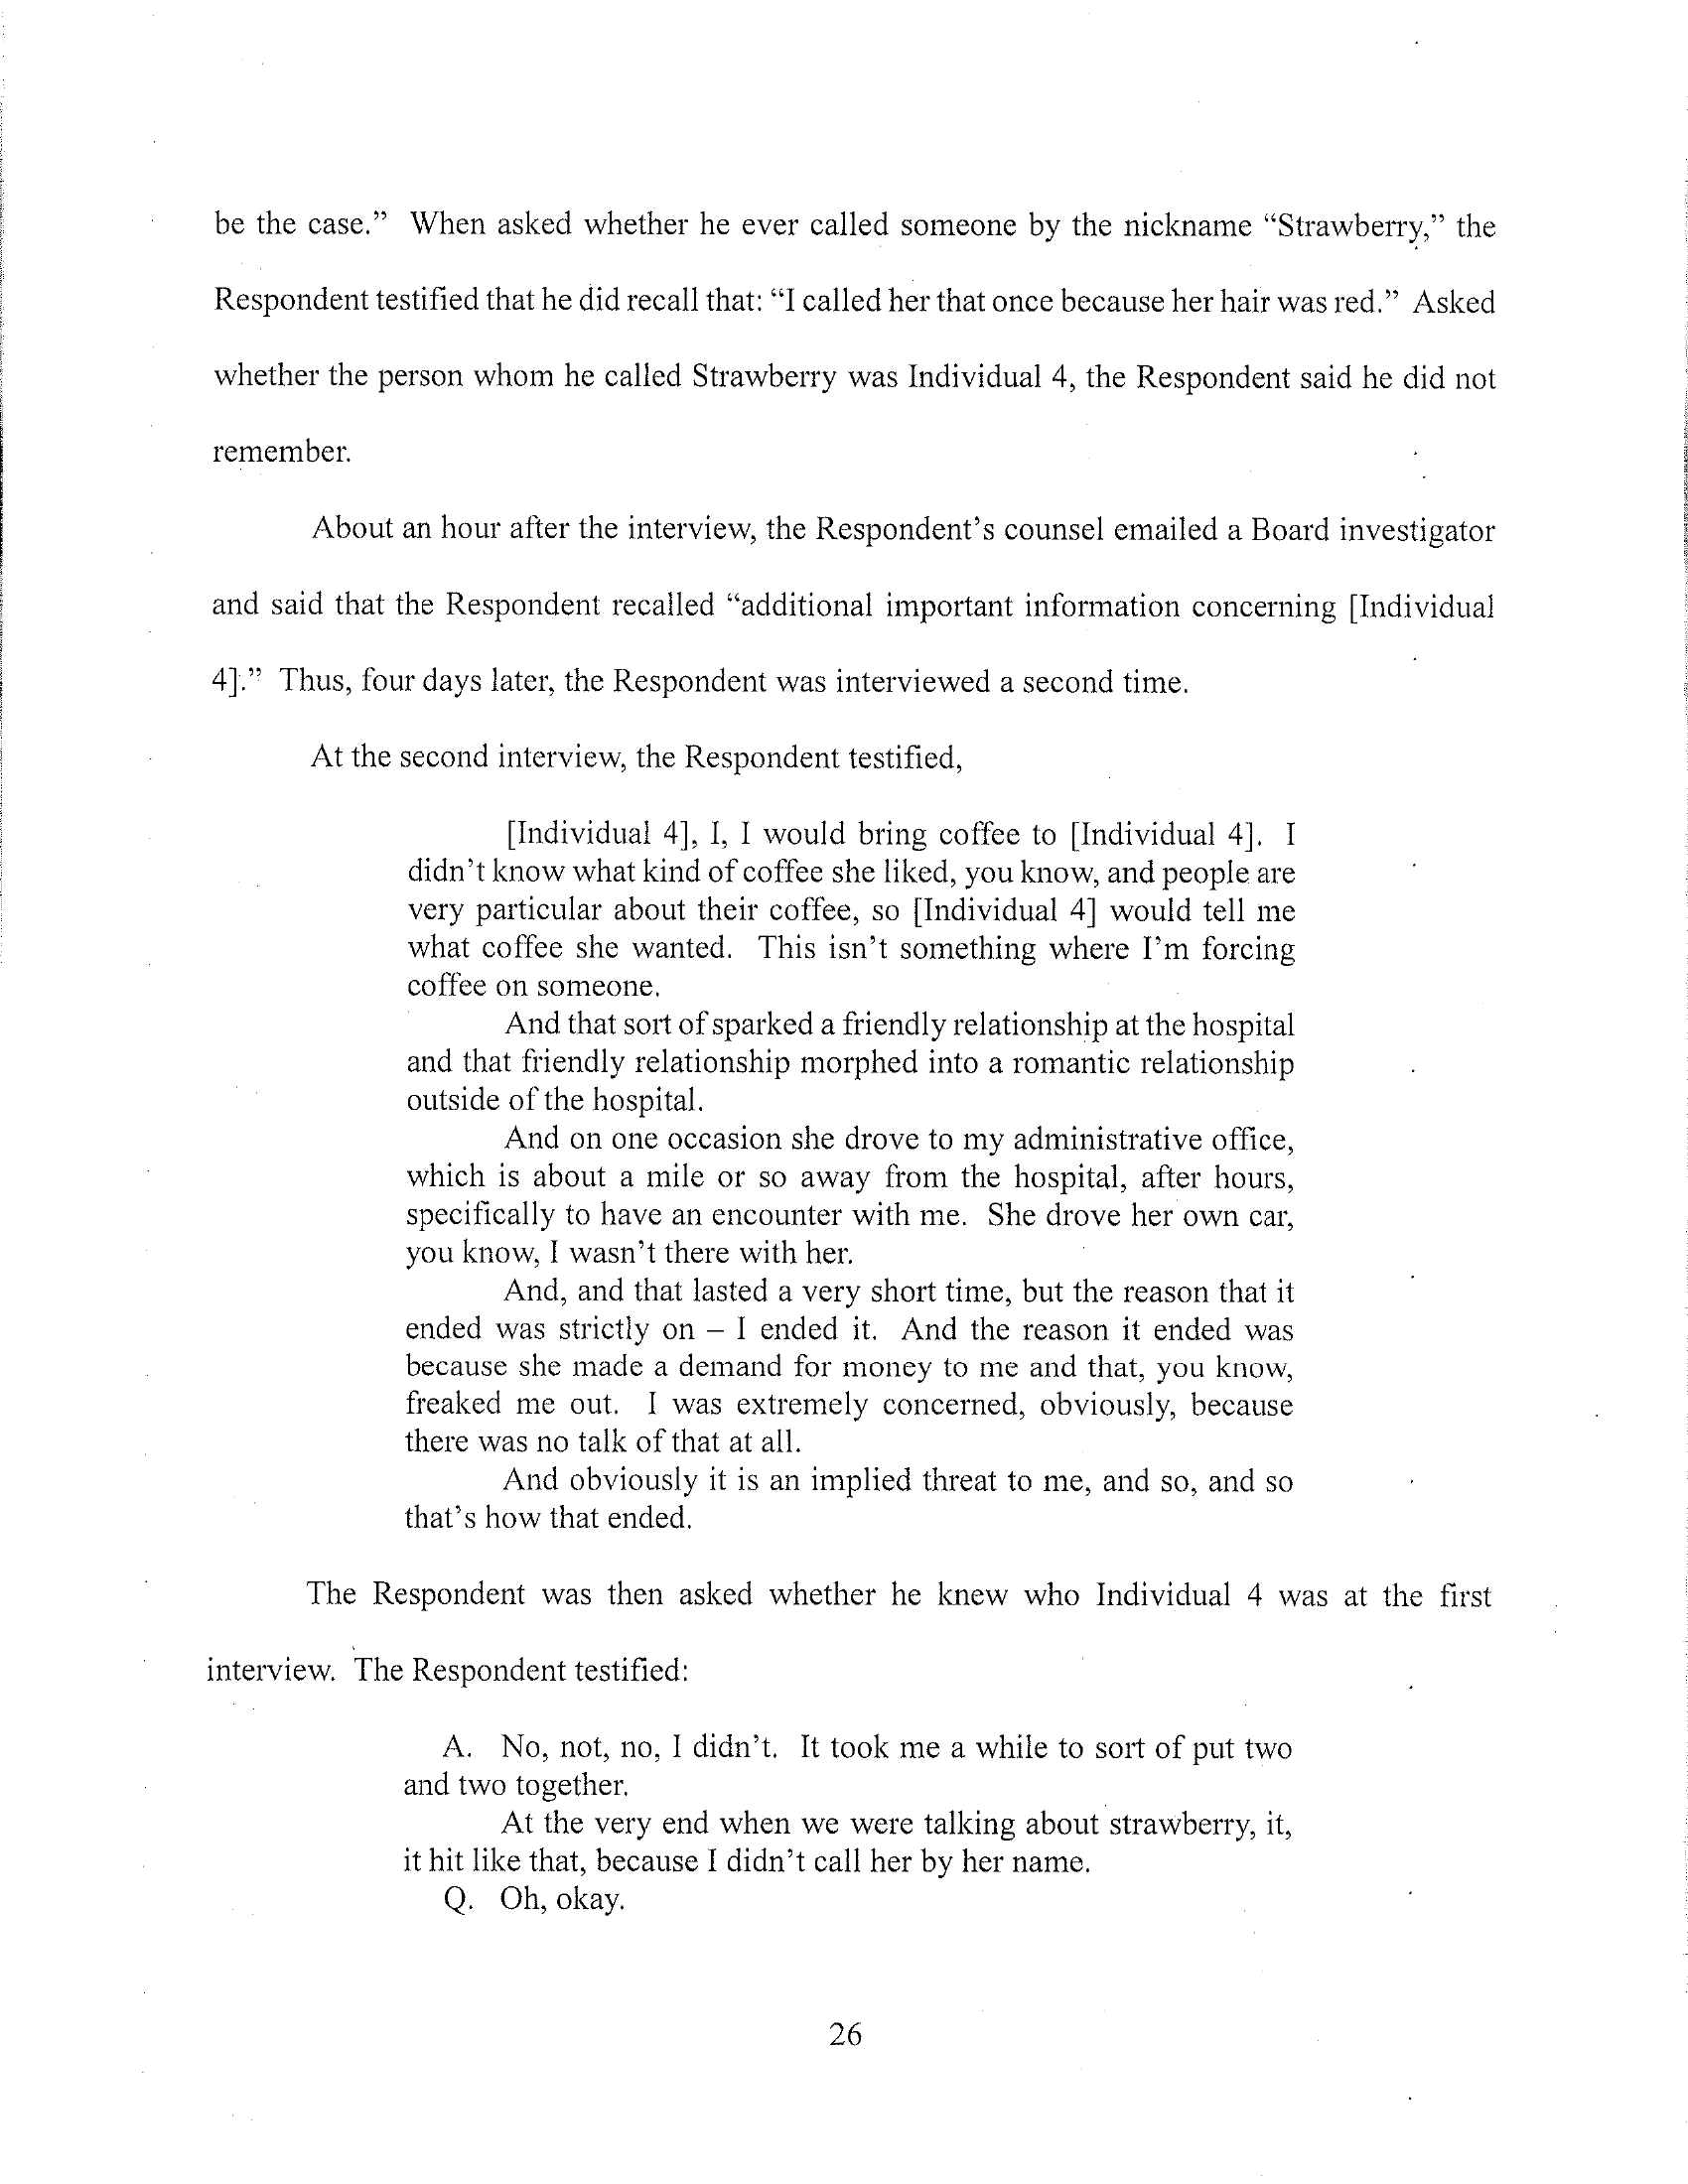 be the case.” When asked whether he ever called someone by the nickname “Strawberry,” the
Respondent testified that he did recall that: “I called her that once because her hair was red.” Asked
whether the person whom he called Strawberry was Individual 4, the Respondent said he did not
remember.
About an hour after the interview, the Respondent’s counsel emailed a Board investigator
and said that the Respondent recalled “additional important information concerning [Individual
4].” Thus, four days later, the Respondent was interviewed a second time.
At the second interview, the Respondent testified,
[Individual 4], I, I would bring coffee to [Individual 4]. I
didn’t know what kind of coffee she liked, you know, and people are
very particular about their coffee, so [Individual 4] would tell me
what coffee she wanted. This isn’t something where I’m forcing
coffee on someone.
And that sort of sparked a friendly relationship at the hospital
and that friendly relationship morphed into a romantic relationship
outside of the hospital.
And on one occasion she drove to my administrative office,
which is about a mile or so away from the hospital, after hours,
specifically to have an encounter with me. She drove her own car,
you know, I wasn’t there with her.
And, and that lasted a very short time, but the reason that it
ended was strictly on – I ended it. And the reason it ended was
because she made a demand for money to me and that, you know,
freaked me out. I was extremely concerned, obviously, because
there was no talk of that at all.
And obviously it is an implied threat to me, and so, and so
that’s how that ended.
The Respondent was then asked whether he knew who Individual 4 was at the first
interview. The Respondent testified:
A. No, not, no, I didn’t. It took me a while to sort of put two
and two together.
At the very end when we were talking about strawberry, it,
it hit like that, because I didn’t call her by her name.
Q. Oh, okay.
26